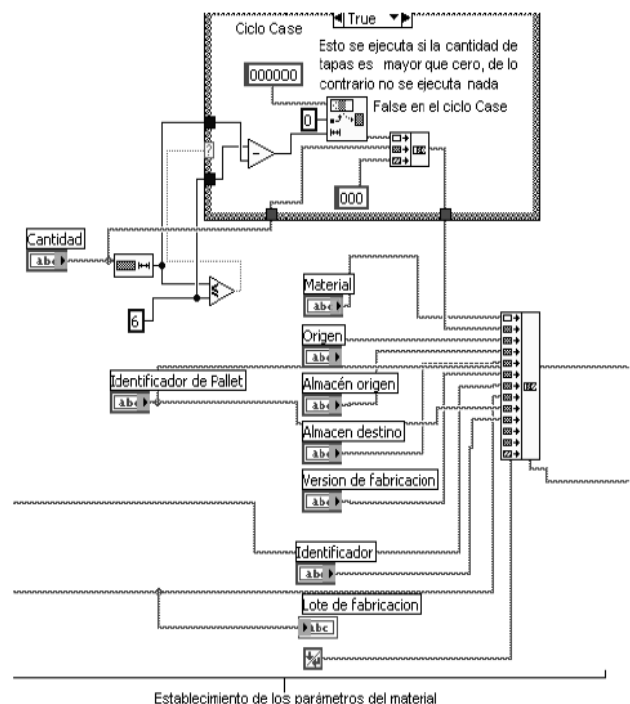 True
Ciclo Case
Esto se ejecuta si la cantidad de
tapas es mayor que cero, de lo
contrario no se ejecuta nada
False en el ciclo Case
000000
0
000
Cantidad
abc
6
Material
abc
Origen
abc
Identificador de Pallet
abc
Almacén origen
abc
Almacen destino
abc
Version de fabricacion
abc
Identificador
abc
Lote de fabricacion
abc
Establecimiento de los parámetros del material